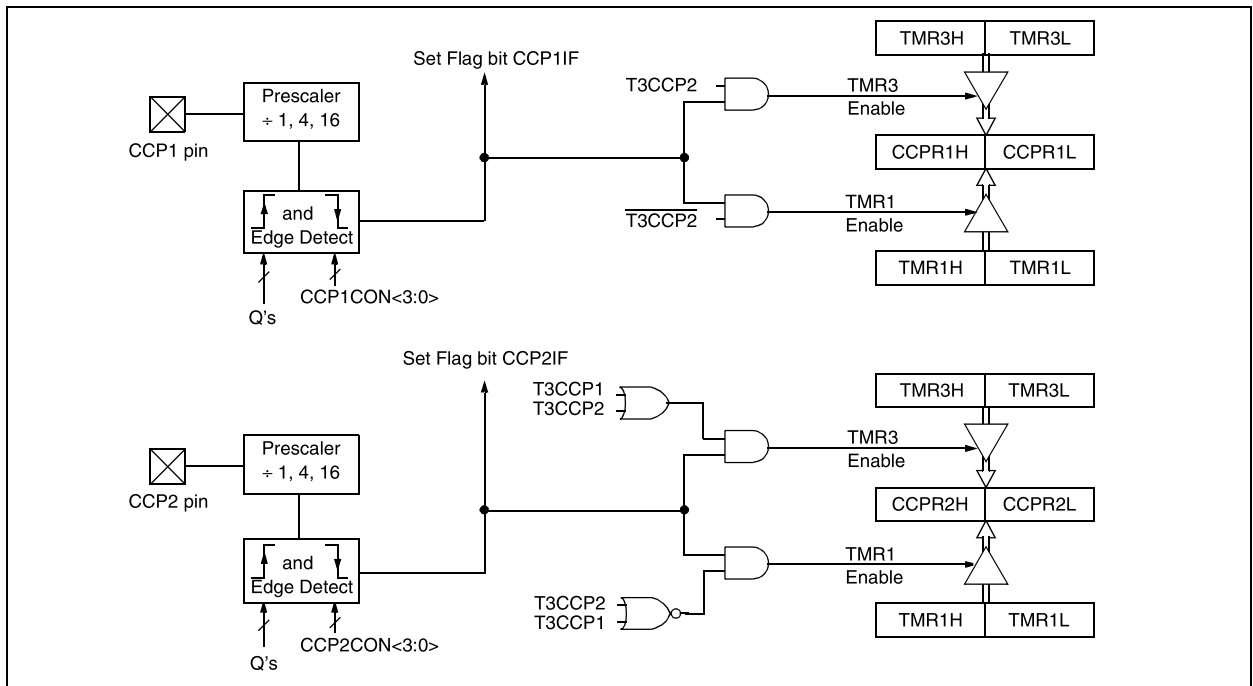 TMR3H TMR3L
Set Flag bit CCP1IF
T3CCP2
TMR3
Enable
Prescaler
÷ 1, 4, 16
CCP1 pin
CCPR1H CCPR1L
and
Edge Detect
T3CCP2
TMR1
Enable
TMR1H TMR1L
CCP1CON<3:0>
Q's
Set Flag bit CCP2IF
T3CCP1
T3CCP2
TMR3H TMR3L
TMR3
Enable
Prescaler
÷ 1, 4, 16
CCP2 pin
CCPR2H CCPR2L
and
Edge Detect
TMR1
Enable
T3CCP2
T3CCP1
TMR1H TMR1L
CCP2CON<3:0>
Q's